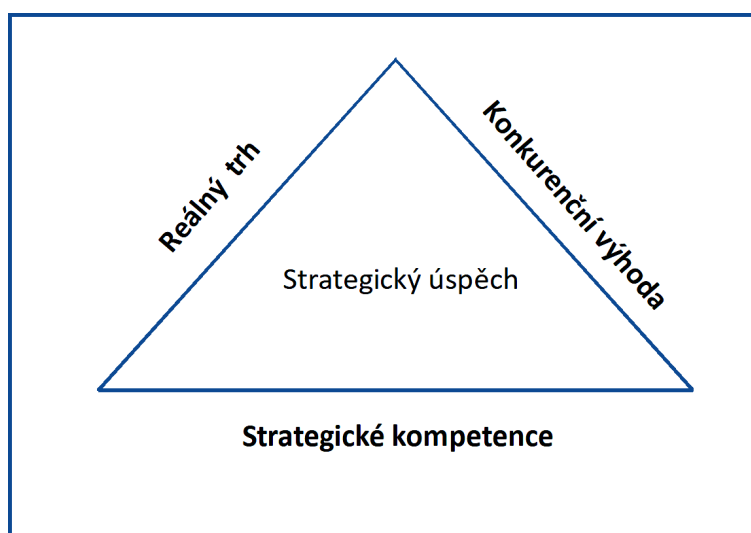 Reálný trh
Konkurenční výhoda
Strategický úspěch
Strategické kompetence